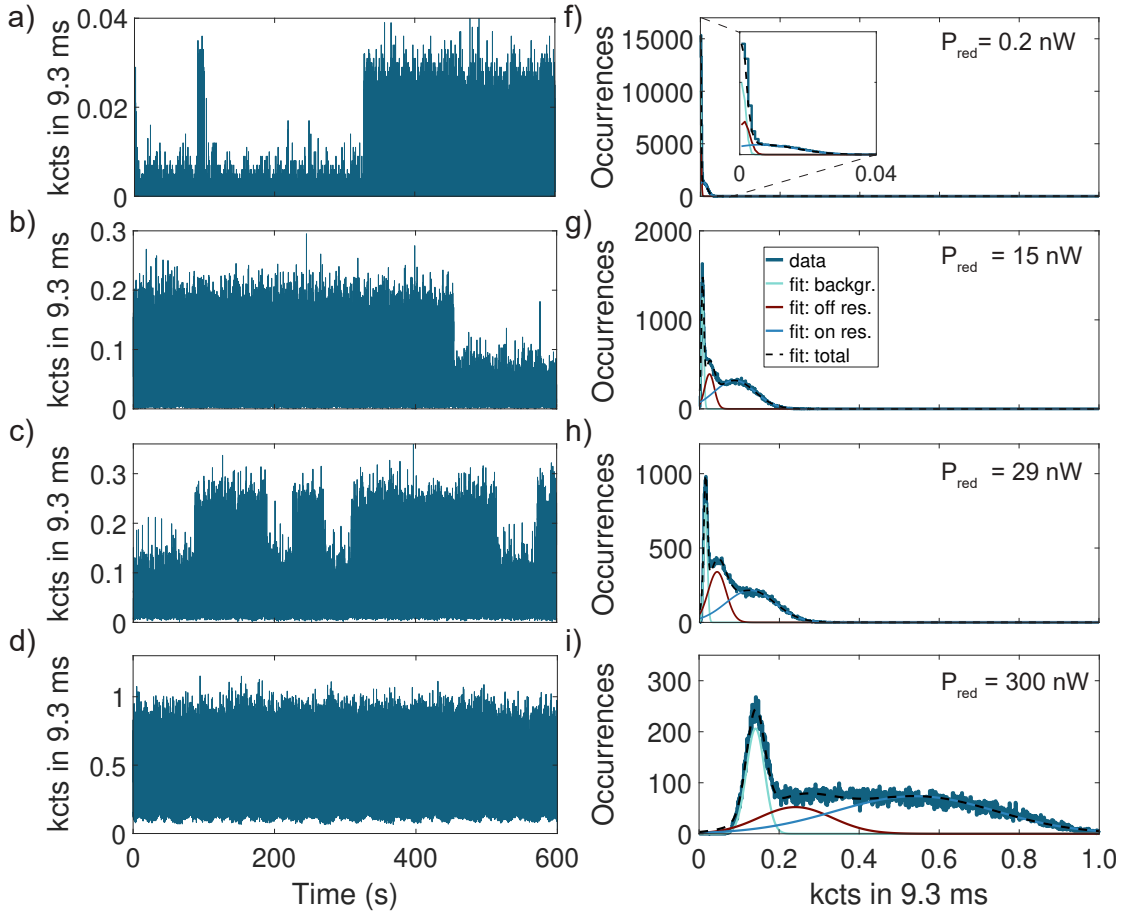 a)
0.04
0.02
0
kcts in 9.3 ms
f)
15000
10000
5000
0
Occurrences
P_red = 0.2 nW
0
0.04
b)
0.3
0.2
0.1
0
kcts in 9.3 ms
g)
2000
1000
0
Occurrences
P_red = 15 nW
data
fit: backgr.
fit: off res.
fit: on res.
fit: total
c)
0.3
0.2
0.1
0
kcts in 9.3 ms
h)
1000
500
0
Occurrences
P_red = 29 nW
d)
1
0.5
0
kcts in 9.3 ms
0
200
400
600
Time (s)
i)
300
200
100
0
Occurrences
P_red = 300 nW
0
0.2
0.4
0.6
0.8
1.0
kcts in 9.3 ms